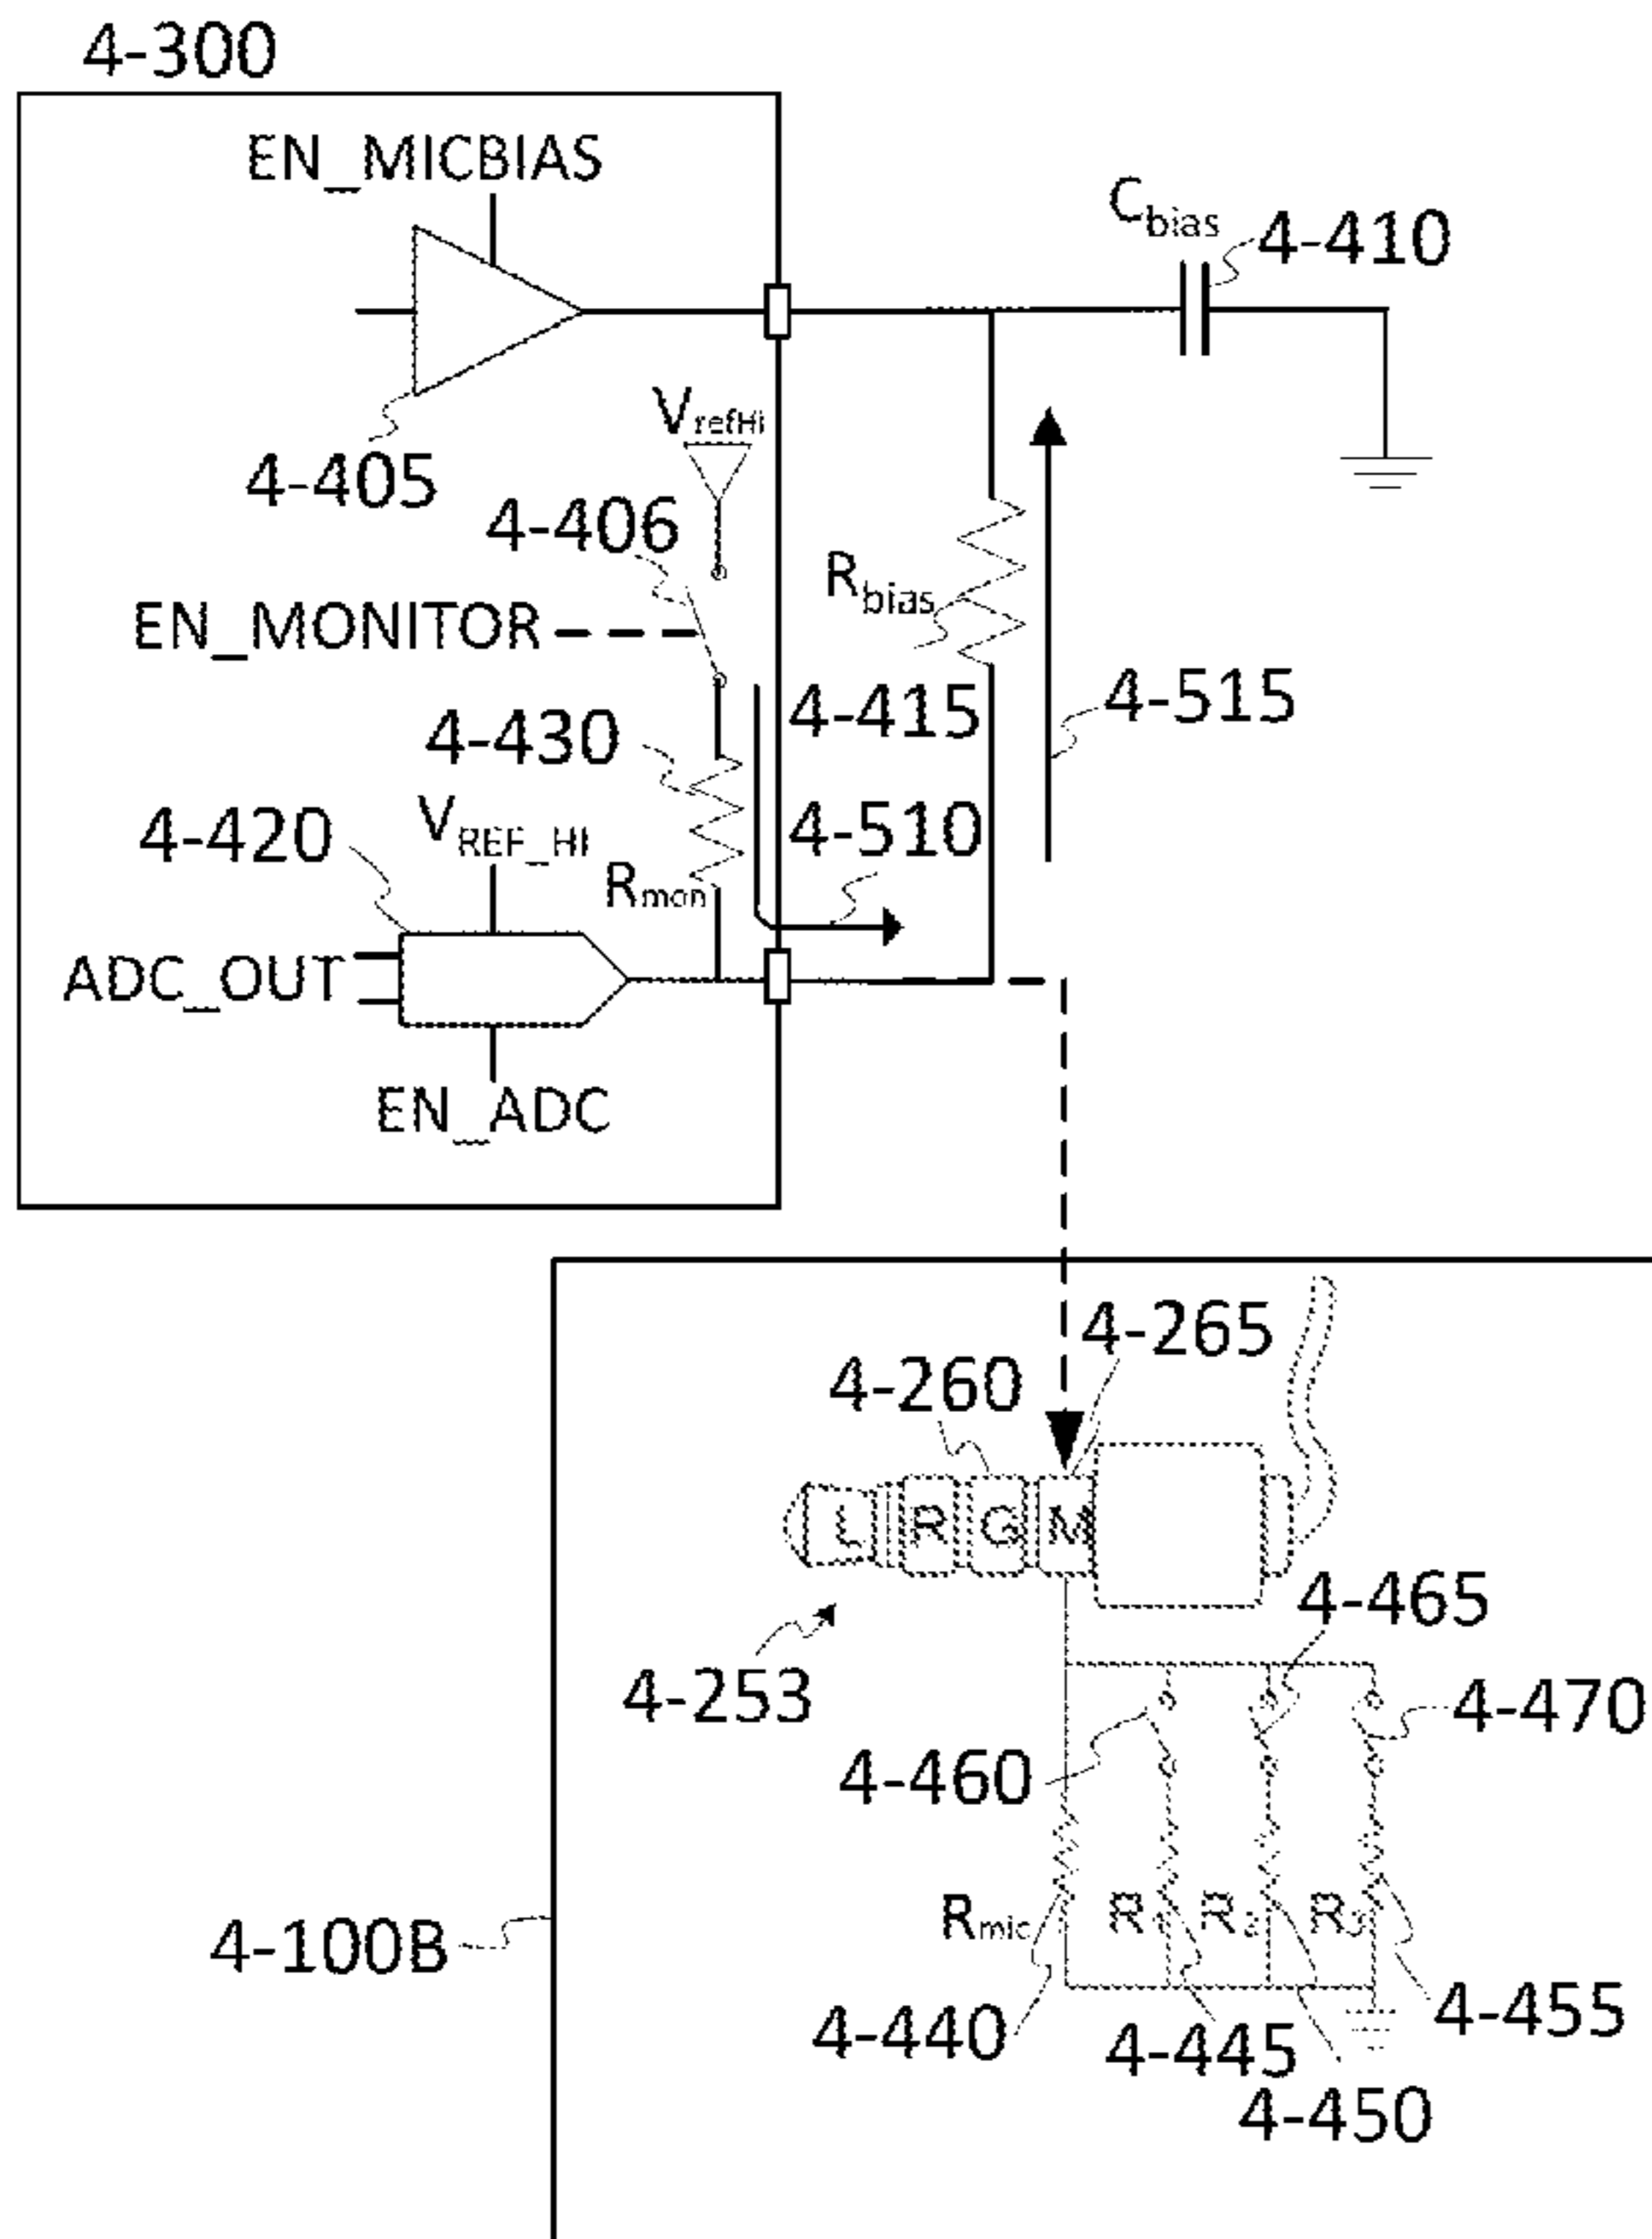 4-300
EN_MICBIAS
Cbias
4-410
4-405
VrefHi
4-406
EN_MONITOR
Rbias
4-415
4-515
4-430
4-510
4-420
VREF_HI
Rmon
ADC_OUT
EN_ADC
4-265
4-260
L R G M
4-465
4-253
4-470
4-460
Rmic R1 R2 R3
4-100B
4-440
4-445
4-455
4-450